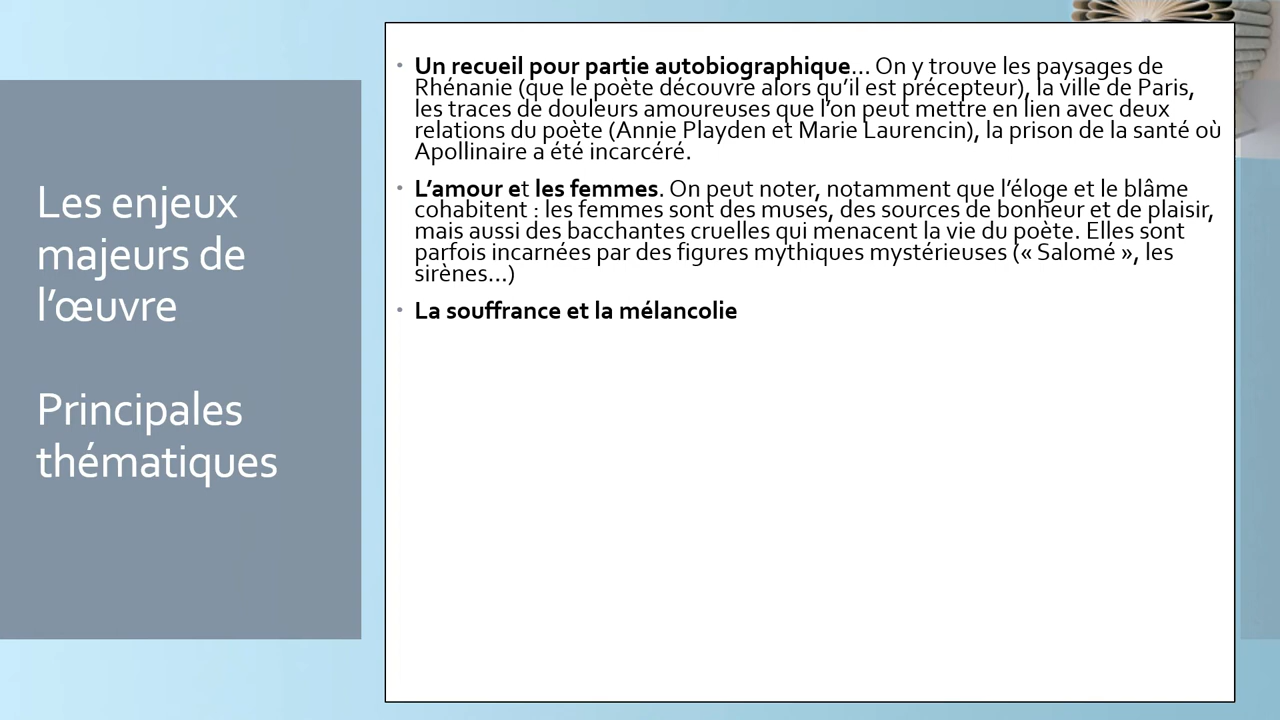 Les enjeux
majeurs de
l’œuvre
Principales
thématiques
• Un recueil pour partie autobiographique… On y trouve les paysages de
Rhénanie (que le poète découvre alors qu’il est précepteur), la ville de Paris,
les traces de douleurs amoureuses que l’on peut mettre en lien avec deux
relations du poète (Annie Playden et Marie Laurencin), la prison de la santé où
Apollinaire a été incarcéré.
• L’amour et les femmes. On peut noter, notamment que l’éloge et le blâme
cohabitent : les femmes sont des muses, des sources de bonheur et de plaisir,
mais aussi des bacchantes cruelles qui menacent la vie du poète. Elles sont
parfois incarnées par des figures mythiques mystérieuses (« Salomé », les
sirènes…)
• La souffrance et la mélancolie